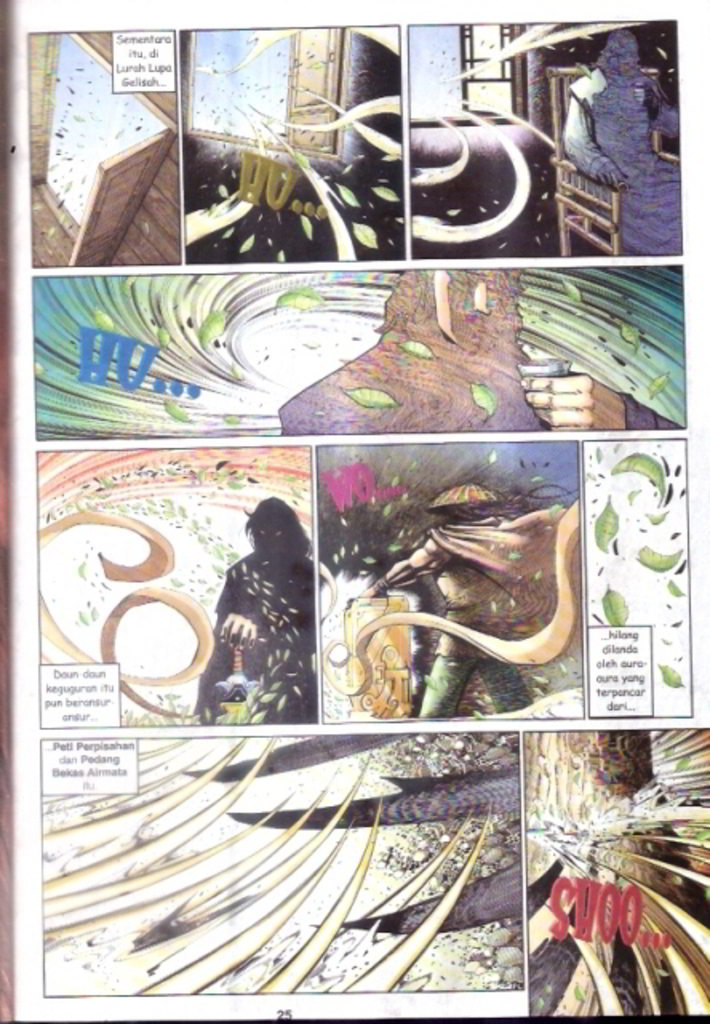 Sementara
itu, di
Lurah Lupa
Gelisah...
HU...
HU...
WO...
Daun-daun
keguguran itu
pun beransur-
ansur...
...hilang
dilanda
oleh aura-
aura yang
terpancar
dari...
...Peti Perpisahan
dan Pedang
Bekas Airmata
itu.
SHOO...
25